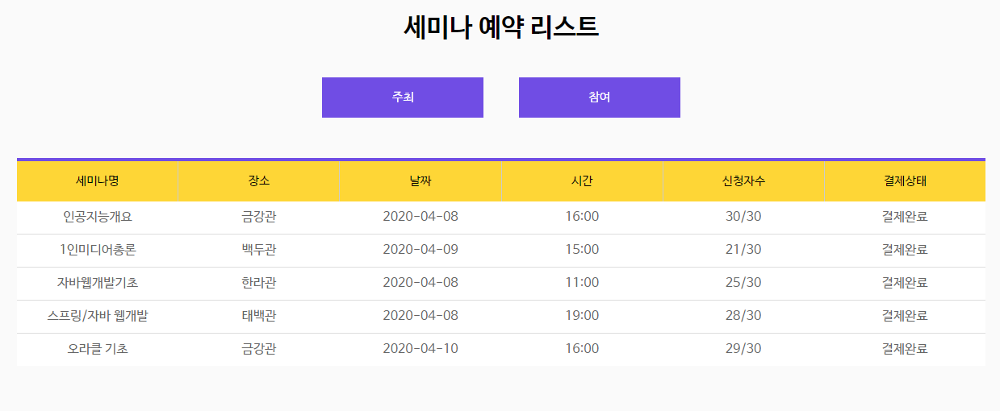 세미나 예약 리스트
주최 참여
세미나명 장소 날짜 시간 신청자수 결제상태
인공지능개요 금강관 2020-04-08 16:00 30/30 결제완료
1인미디어총론 백두관 2020-04-09 15:00 21/30 결제완료
자바웹개발기초 한라관 2020-04-08 11:00 25/30 결제완료
스프링/자바 웹개발 태백관 2020-04-08 19:00 28/30 결제완료
오라클 기초 금강관 2020-04-10 16:00 29/30 결제완료